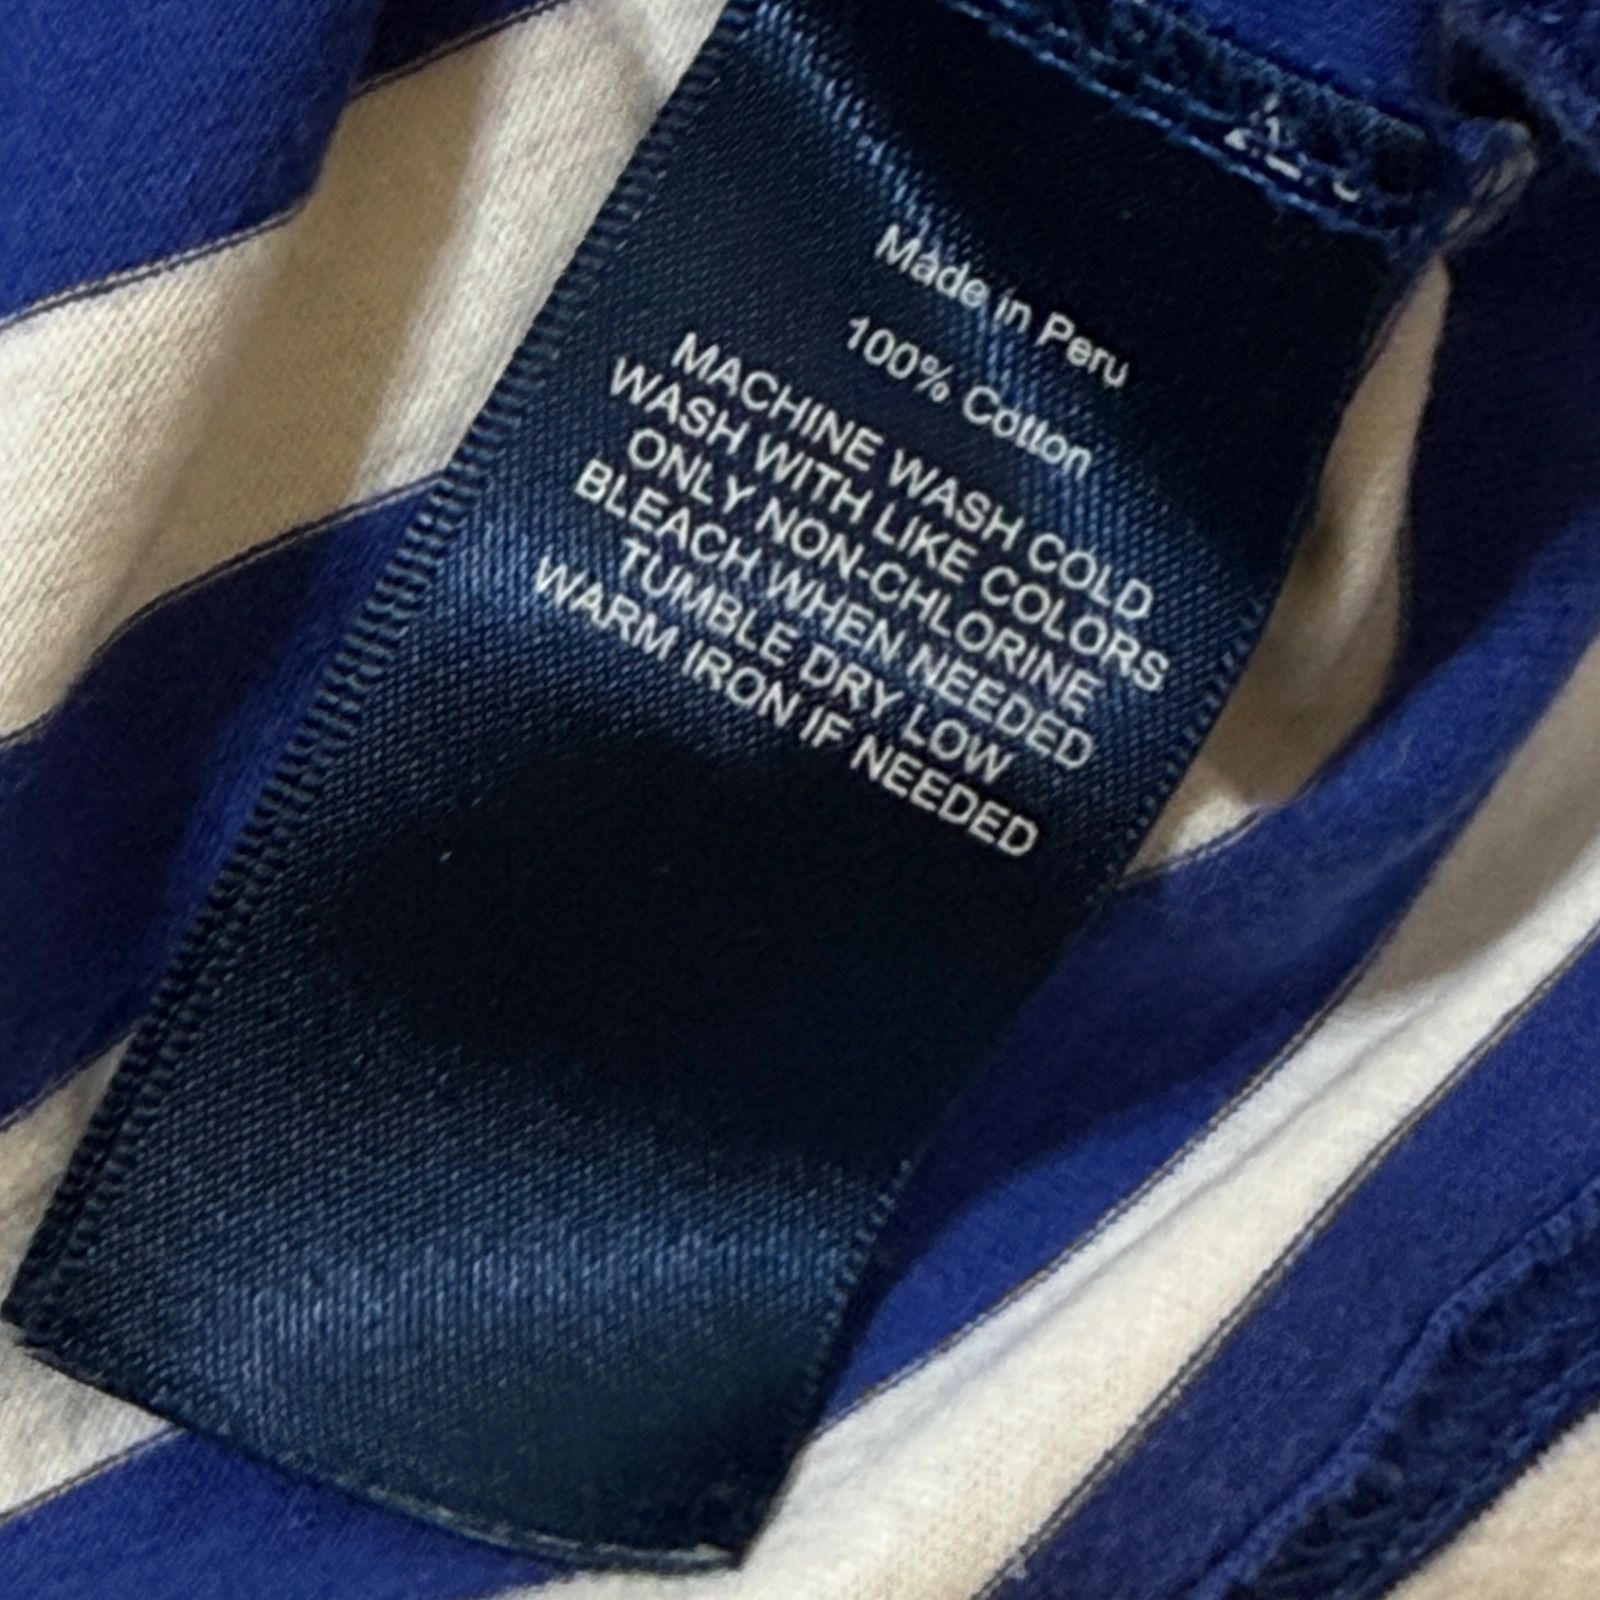 Made in Peru
100% Cotton
MACHINE WASH COLD
WASH WITH LIKE COLORS
ONLY NON-CHLORINE
BLEACH WHEN NEEDED
TUMBLE DRY LOW
WARM IRON IF NEEDED